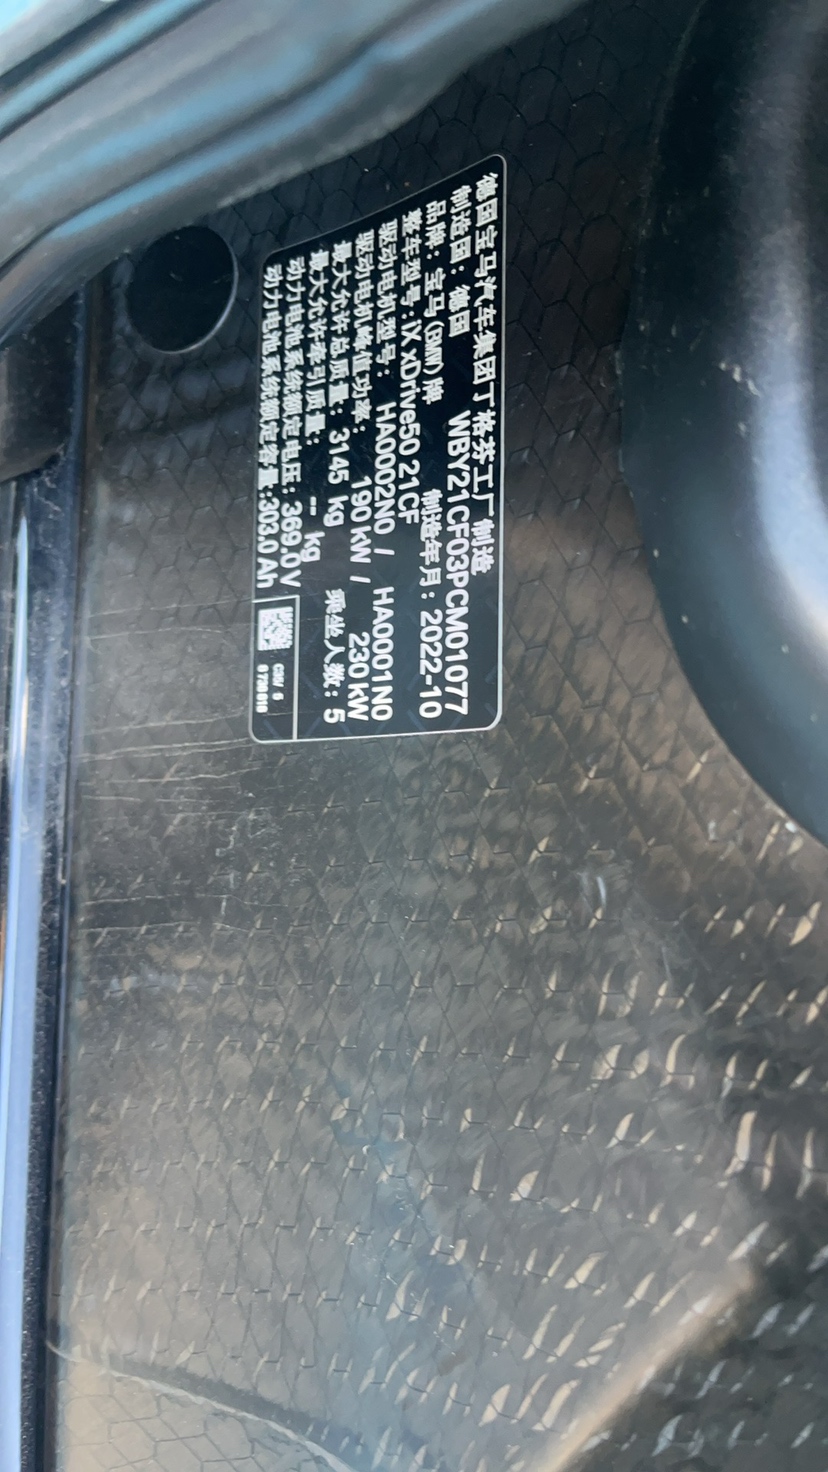 德国宝马汽车集团丁格芬工厂制造
制造国：德国 WBY21CF03PCM01077
品牌：宝马(BMW)牌 制造年月：2022-10
整车型号：iX xDrive50 21CF
驱动电机型号： HA0002N0 / HA0001N0
驱动电机峰值功率： 190 kW / 230 kW
最大允许总质量： 3145 kg 乘坐人数：5
最大允许牵引质量： -- kg
动力电池系统额定电压：369.0 V
动力电池系统额定容量：303.0 Ah